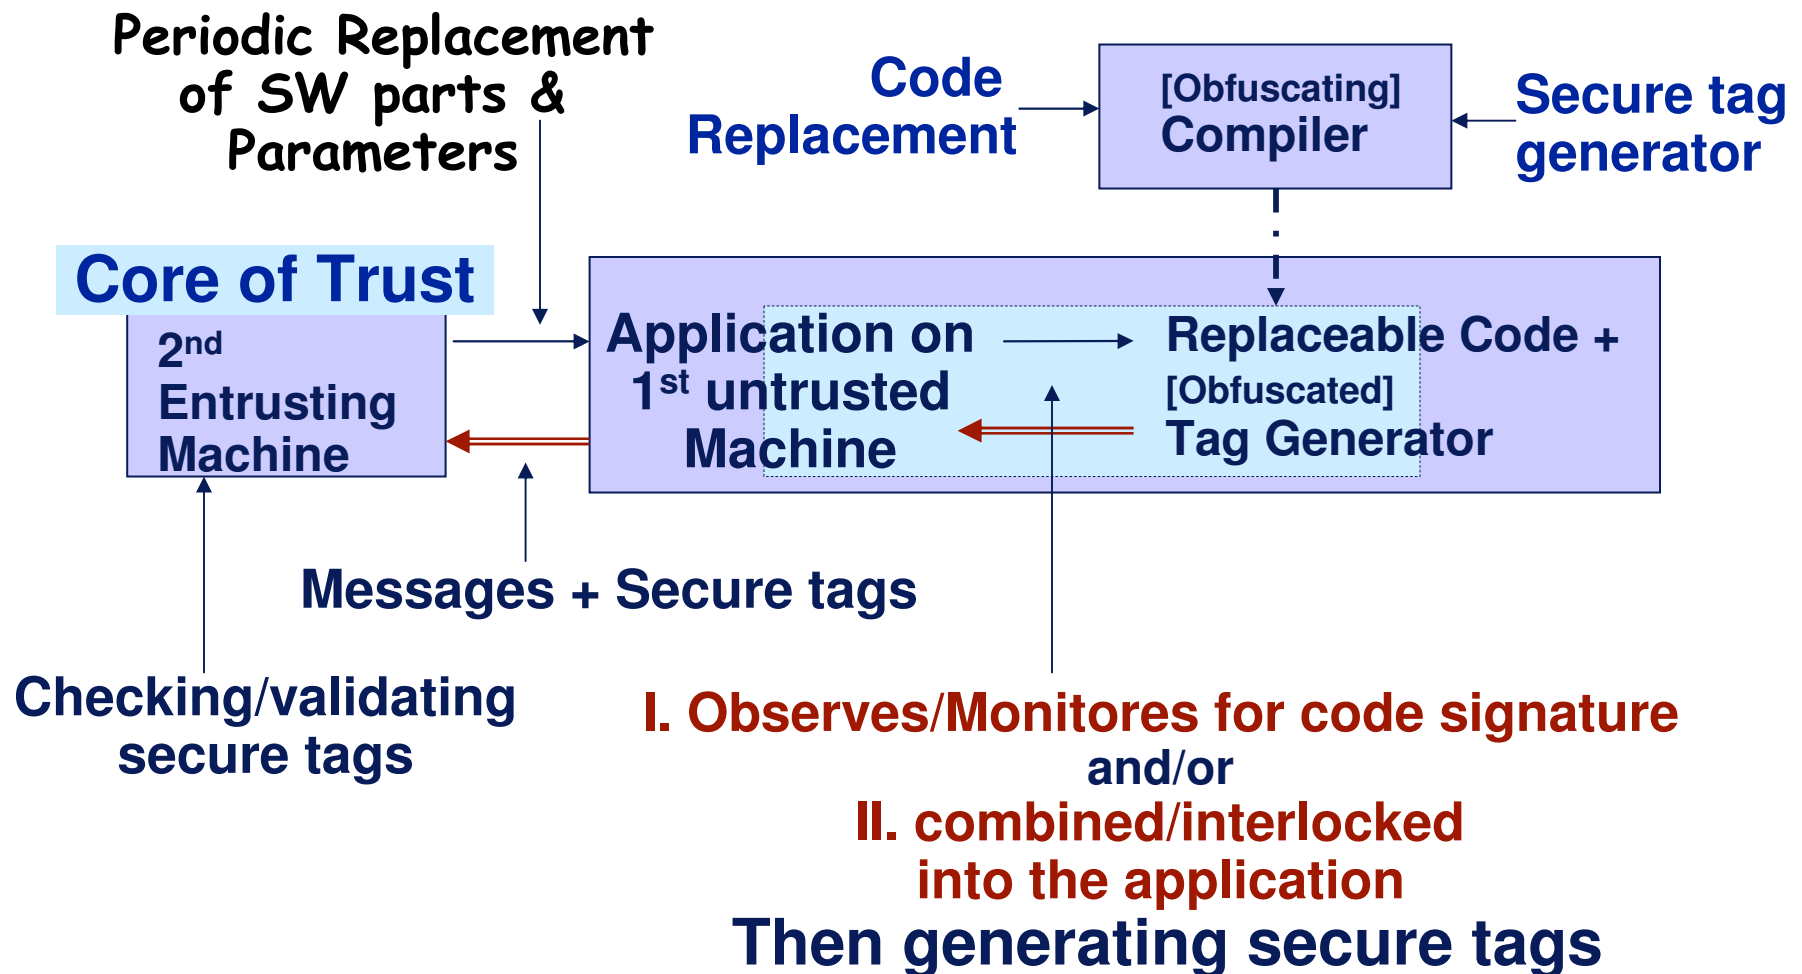 Periodic Replacement
of SW parts &
Parameters
Code
Replacement
[Obfuscating]
Compiler
Secure tag
generator
Core of Trust
2nd
Entrusting
Machine
Application on
1st untrusted
Machine
Replaceable Code +
[Obfuscated]
Tag Generator
Messages + Secure tags
Checking/validating
secure tags
I. Observes/Monitores for code signature
and/or
II. combined/interlocked
into the application
Then generating secure tags